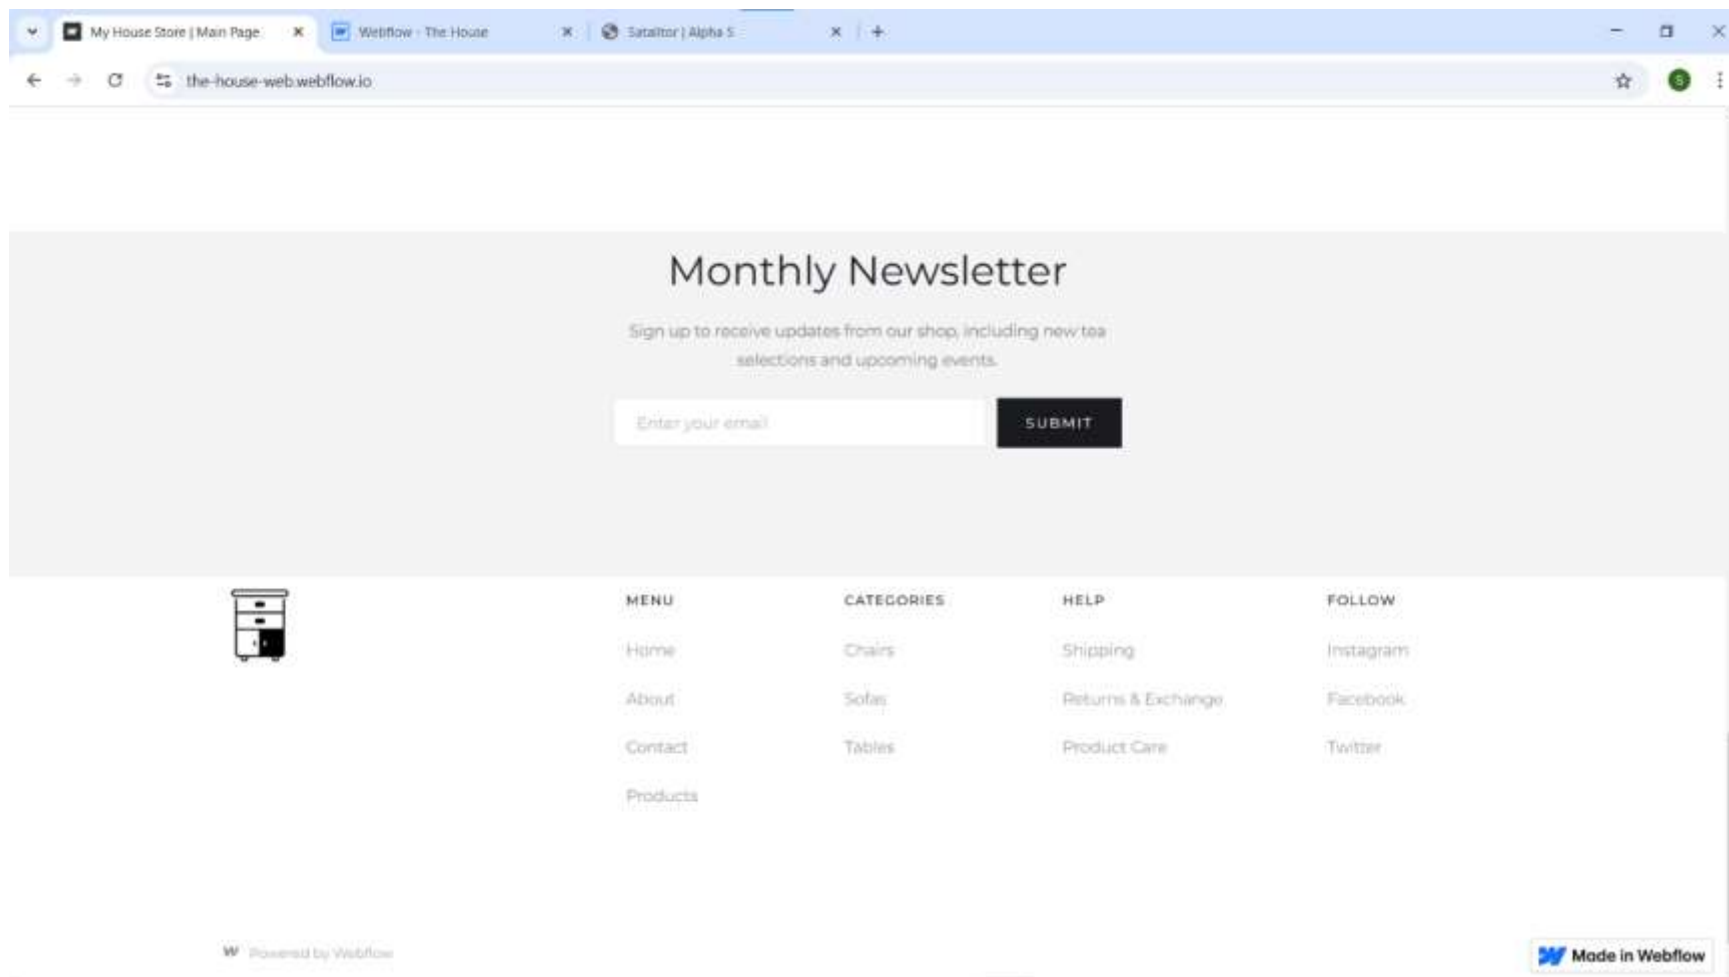 My House Store | Main Page
Webflow - The House
| Alpha S
the-house-web.webflow.io
S
Monthly Newsletter
Sign up to receive updates from our shop, including new tea
selections and upcoming events.
Enter your email
SUBMIT
MENU CATEGORIES HELP FOLLOW
Home Chairs Shipping Instagram
About Sofas Returns & Exchange Facebook
Contact Tables Product Care Twitter
Products
W Powered by Webflow
Made in Webflow